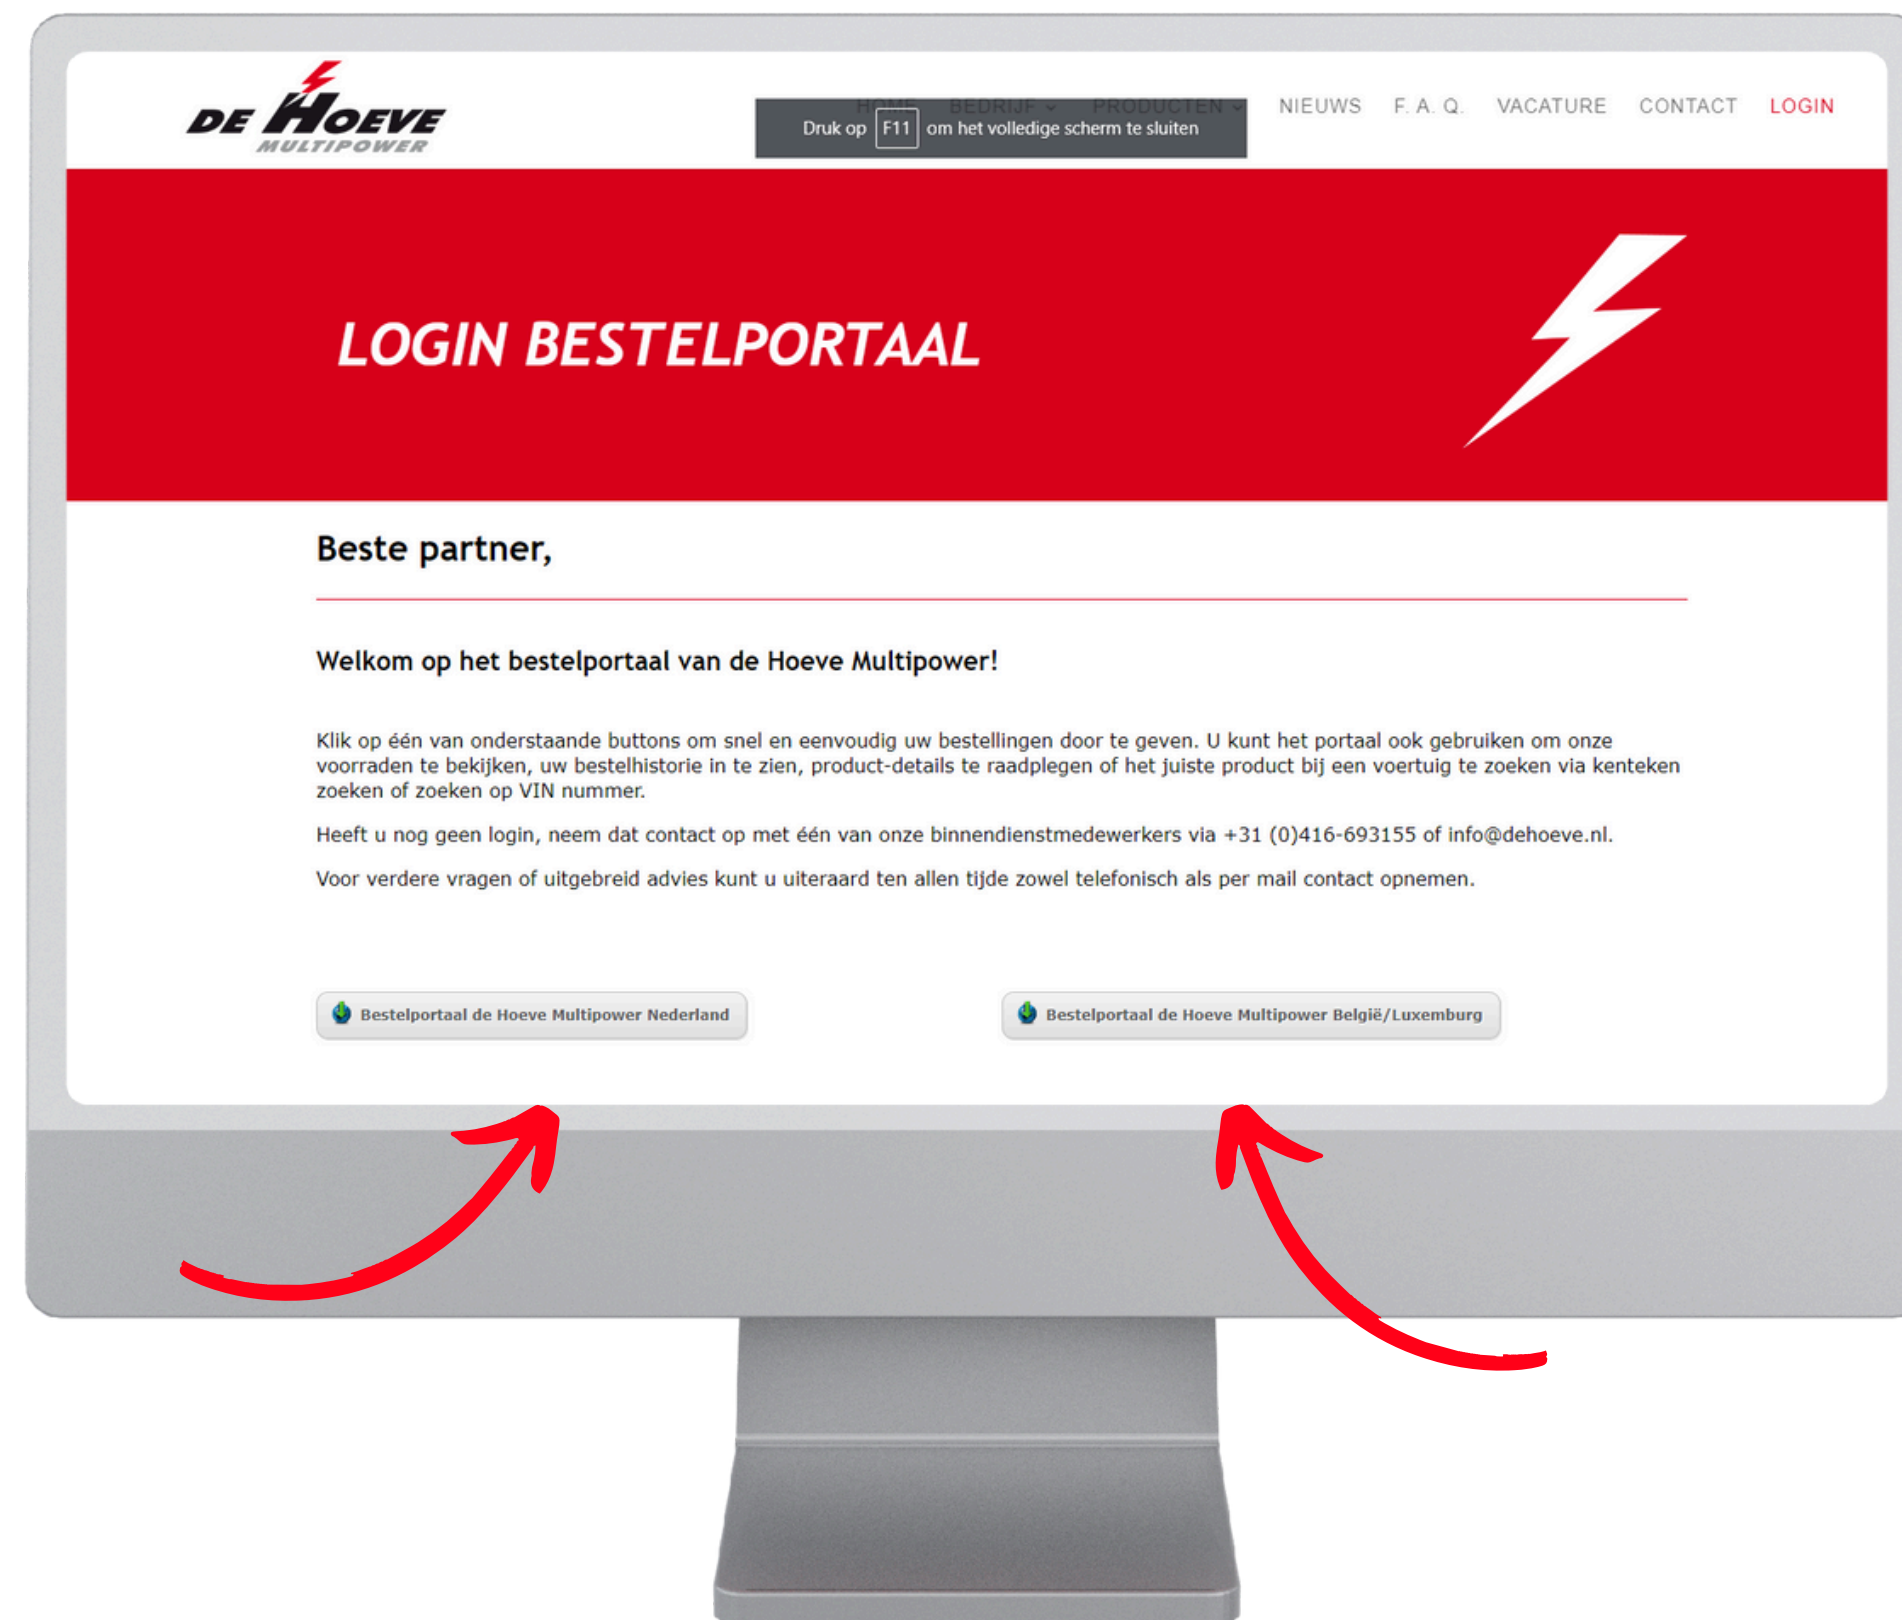 DE HOEVE
MULTIPOWER
HOME BEDRIJF PRODUCTEN NIEUWS F. A. Q. VACATURE CONTACT LOGIN
Druk op F11 om het volledige scherm te sluiten
LOGIN BESTELPORTAAL
Beste partner,
Welkom op het bestelportaal van de Hoeve Multipower!
Klik op één van onderstaande buttons om snel en eenvoudig uw bestellingen door te geven. U kunt het portaal ook gebruiken om onze
voorraden te bekijken, uw bestelhistorie in te zien, product-details te raadplegen of het juiste product bij een voertuig te zoeken via kenteken
zoeken of zoeken op VIN nummer.
Heeft u nog geen login, neem dat contact op met één van onze binnendienstmedewerkers via +31 (0)416-693155 of info@dehoeve.nl.
Voor verdere vragen of uitgebreid advies kunt u uiteraard ten allen tijde zowel telefonisch als per mail contact opnemen.
Bestelportaal de Hoeve Multipower Nederland
Bestelportaal de Hoeve Multipower België/Luxemburg